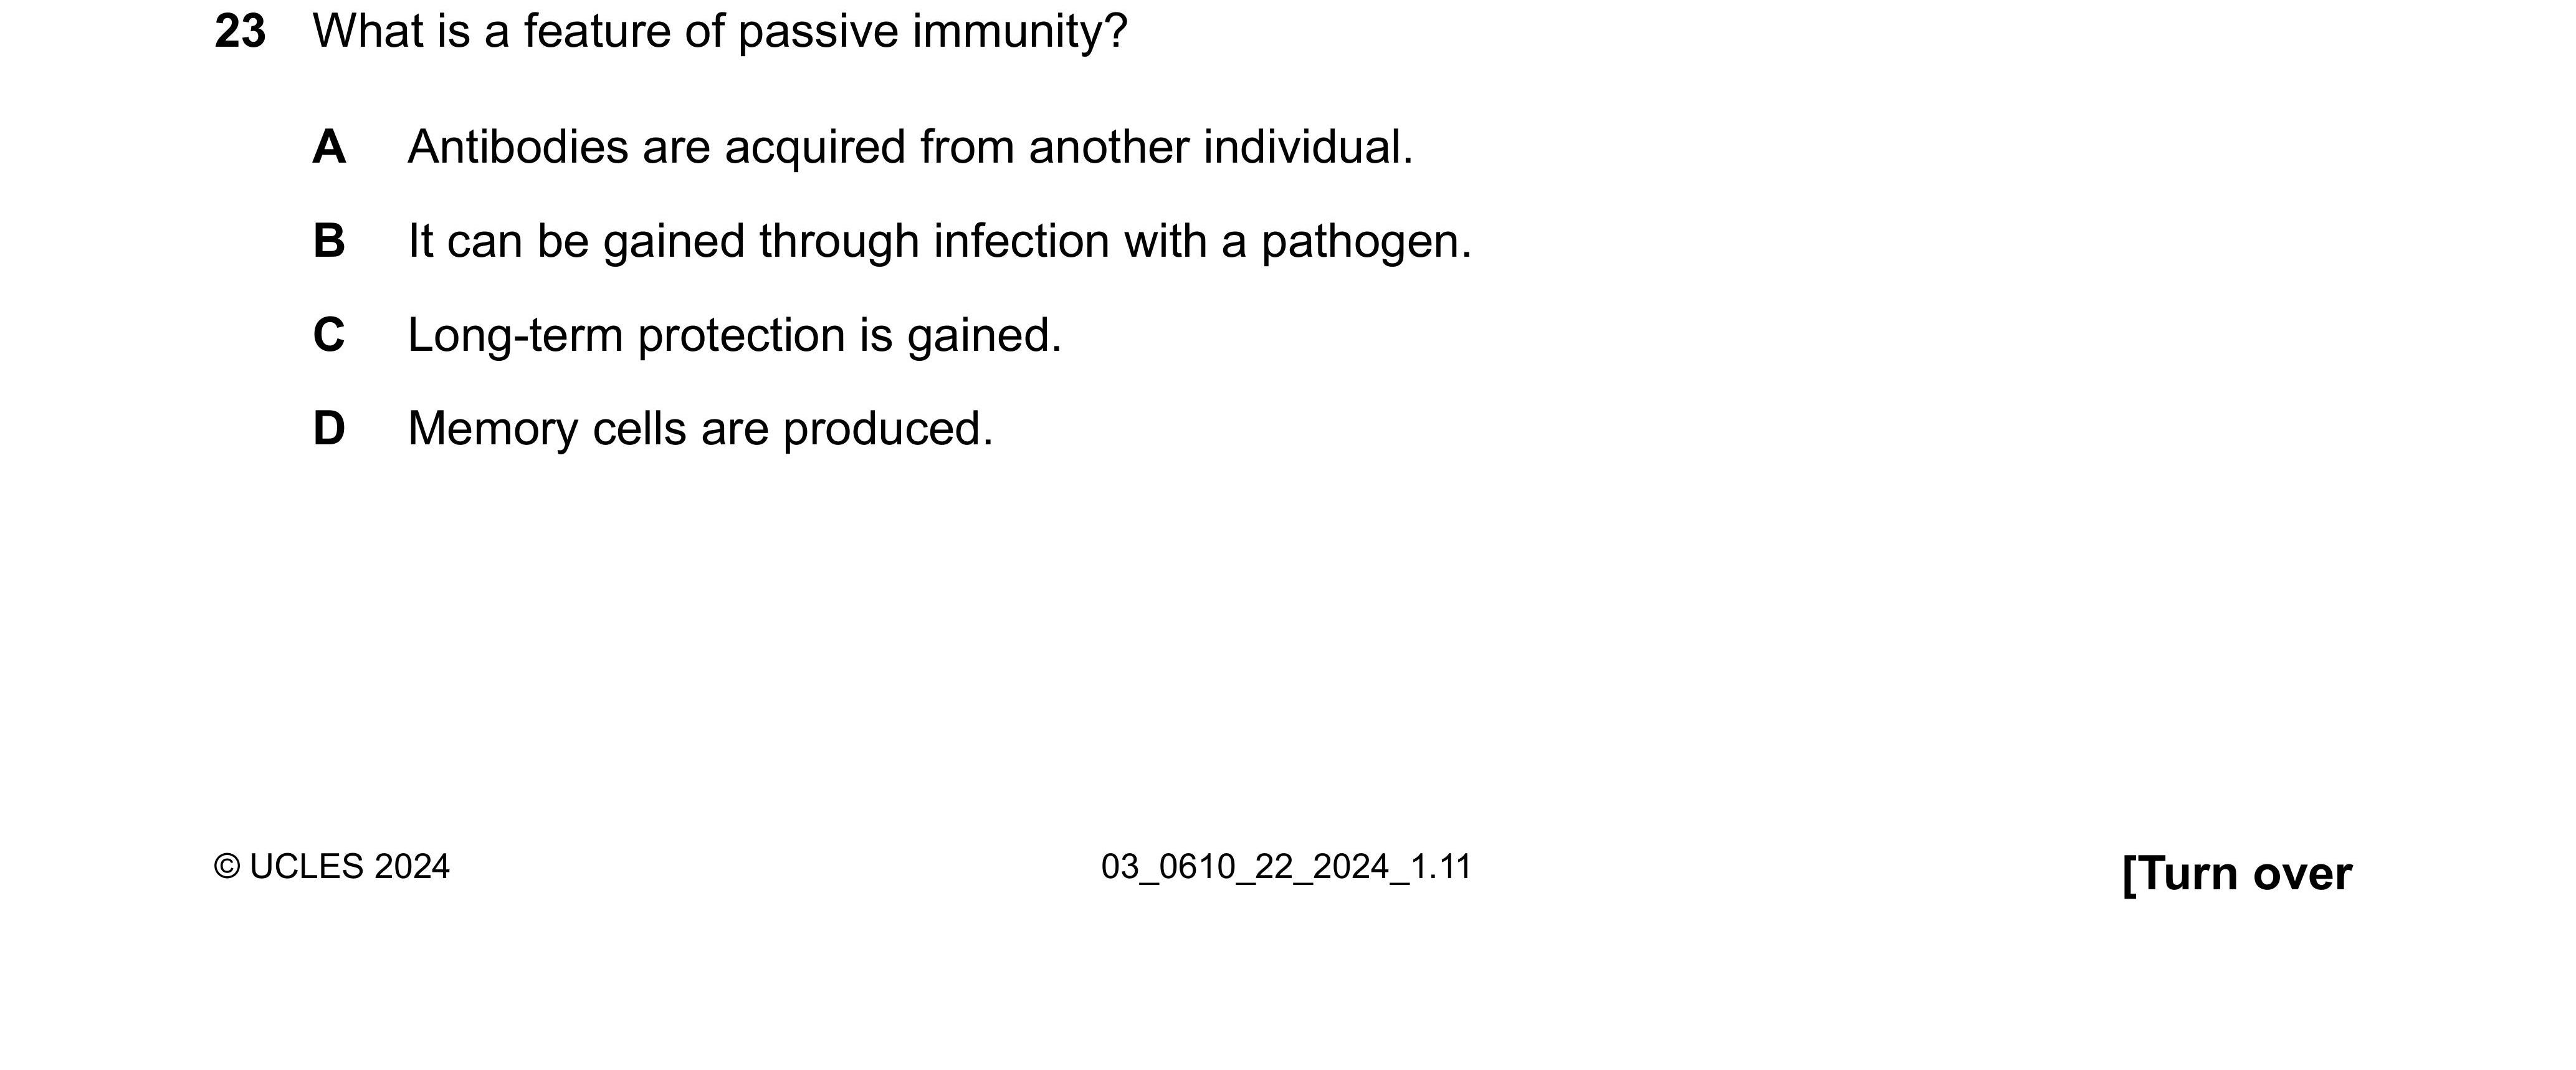 23 What is a feature of passive immunity?
A Antibodies are acquired from another individual.
B It can be gained through infection with a pathogen.
C Long-term protection is gained.
D Memory cells are produced.
© UCLES 2024 03_0610_22_2024_1.11 [Turn over